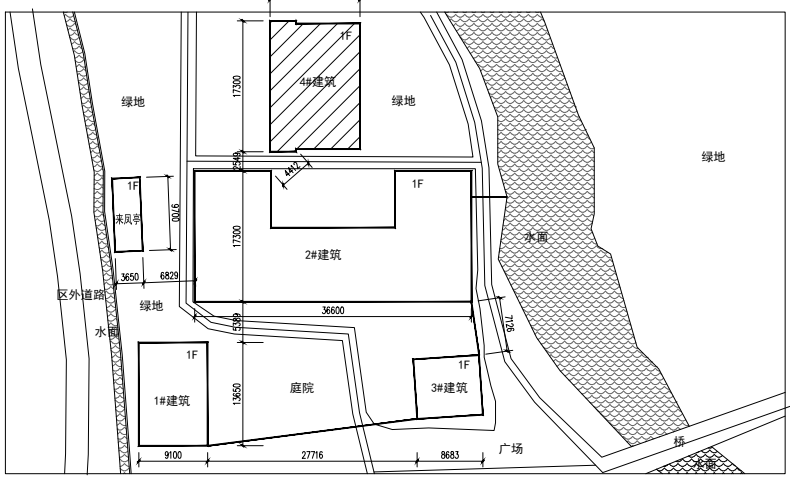 1F
4#建筑
17300
绿地
绿地
绿地
2549
4412
1F
1F
来凤亭
9700
17300
2#建筑
水面
3650
6829
区外道路
绿地
水面
36600
5389
7126
1F
1#建筑
13650
庭院
1F
3#建筑
广场
桥
水面
9100
27716
8683